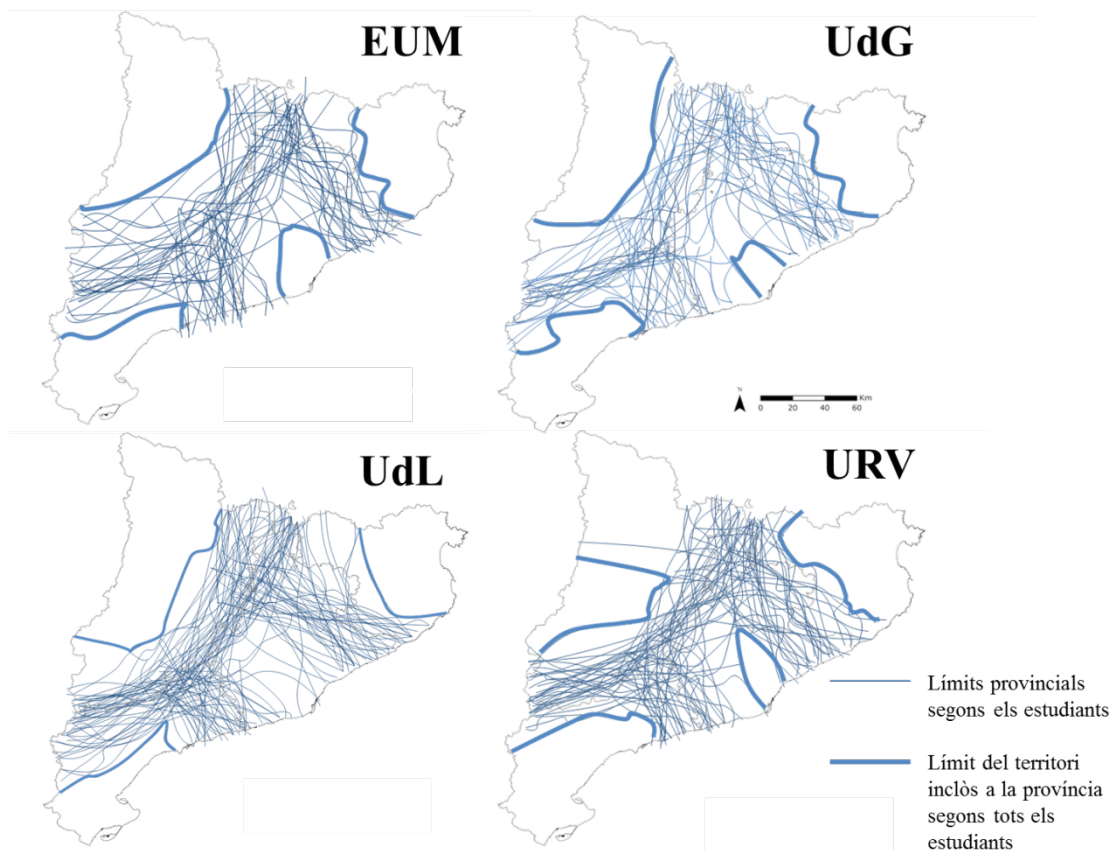 EUM
UdG
N
Km
0 20 40 60
UdL
URV
Límits provincials
segons els estudiants
Límit del territori
inclòs a la província
segons tots els
estudiants